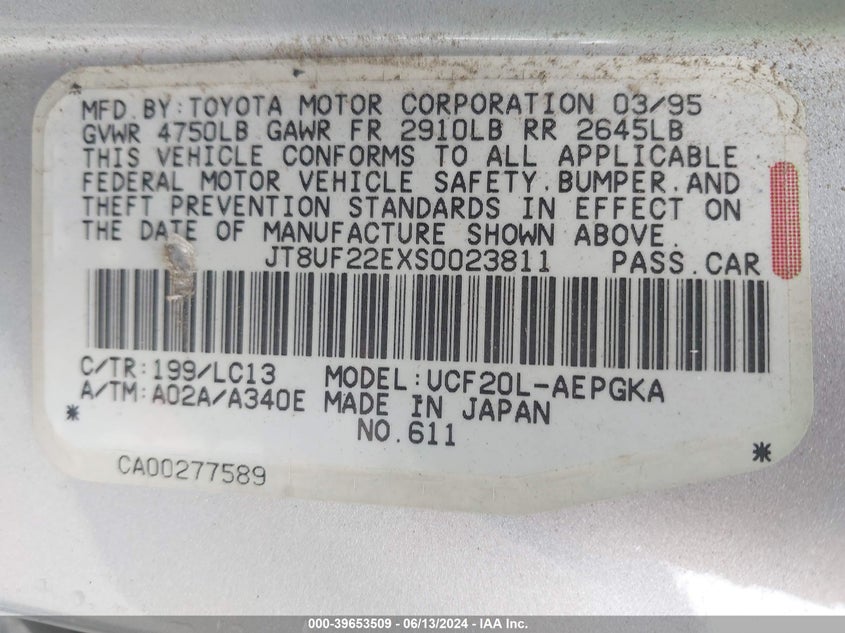 MFD.BY:TOYOTA MOTOR CORPORATION 03/95
GVWR 4750LB GAWR FR 2910LB RR 2645LB
THIS VEHICLE CONFORMS TO ALL APPLICABLE
FEDERAL MOTOR VEHICLE SAFETY.BUMPER.AND
THEFT PREVENTION STANDARDS IN EFFECT ON
THE DATE OF MANUFACTURE SHOWN ABOVE.
JT8UF22EXS0023811 PASS.CAR
C/TR:199/LC13 MODEL:UCF20L-AEPGKA
A/TM:A02A/A340E MADE IN JAPAN
* NO.611 *
CA00277589
000-39653509 - 06/13/2024 - IAA Inc.